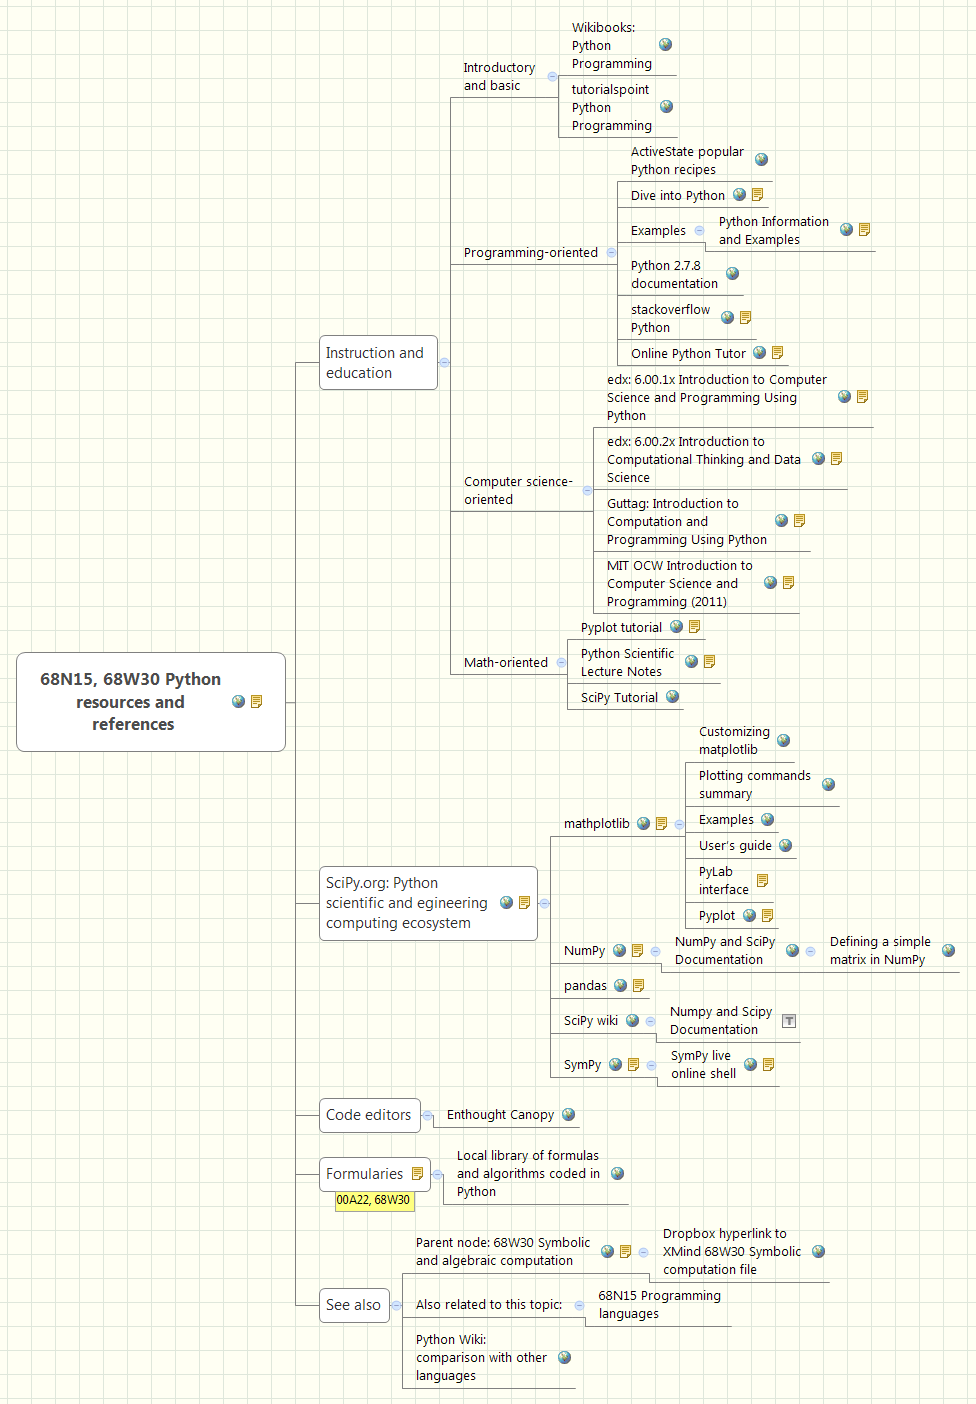 68N15, 68W30 Python
resources and
references
Instruction and
education
Introductory
and basic
Wikibooks:
Python
Programming
tutorialspoint
Python
Programming
Programming-oriented
ActiveState popular
Python recipes
Dive into Python
Examples
Python Information
and Examples
Python 2.7.8
documentation
stackoverflow
Python
Online Python Tutor
Computer science-
oriented
edx: 6.00.1x Introduction to Computer
Science and Programming Using
Python
edx: 6.00.2x Introduction to
Computational Thinking and Data
Science
Guttag: Introduction to
Computation and
Programming Using Python
MIT OCW Introduction to
Computer Science and
Programming (2011)
Math-oriented
Pyplot tutorial
Python Scientific
Lecture Notes
SciPy Tutorial
SciPy.org: Python
scientific and egineering
computing ecosystem
mathplotlib
Customizing
matplotlib
Plotting commands
summary
Examples
User's guide
PyLab
interface
Pyplot
NumPy
NumPy and SciPy
Documentation
Defining a simple
matrix in NumPy
pandas
SciPy wiki
Numpy and Scipy
Documentation
T
SymPy
SymPy live
online shell
Code editors
Enthought Canopy
Formularies
00A22, 68W30
Local library of formulas
and algorithms coded in
Python
See also
Parent node: 68W30 Symbolic
and algebraic computation
Dropbox hyperlink to
XMind 68W30 Symbolic
computation file
Also related to this topic:
68N15 Programming
languages
Python Wiki:
comparison with other
languages